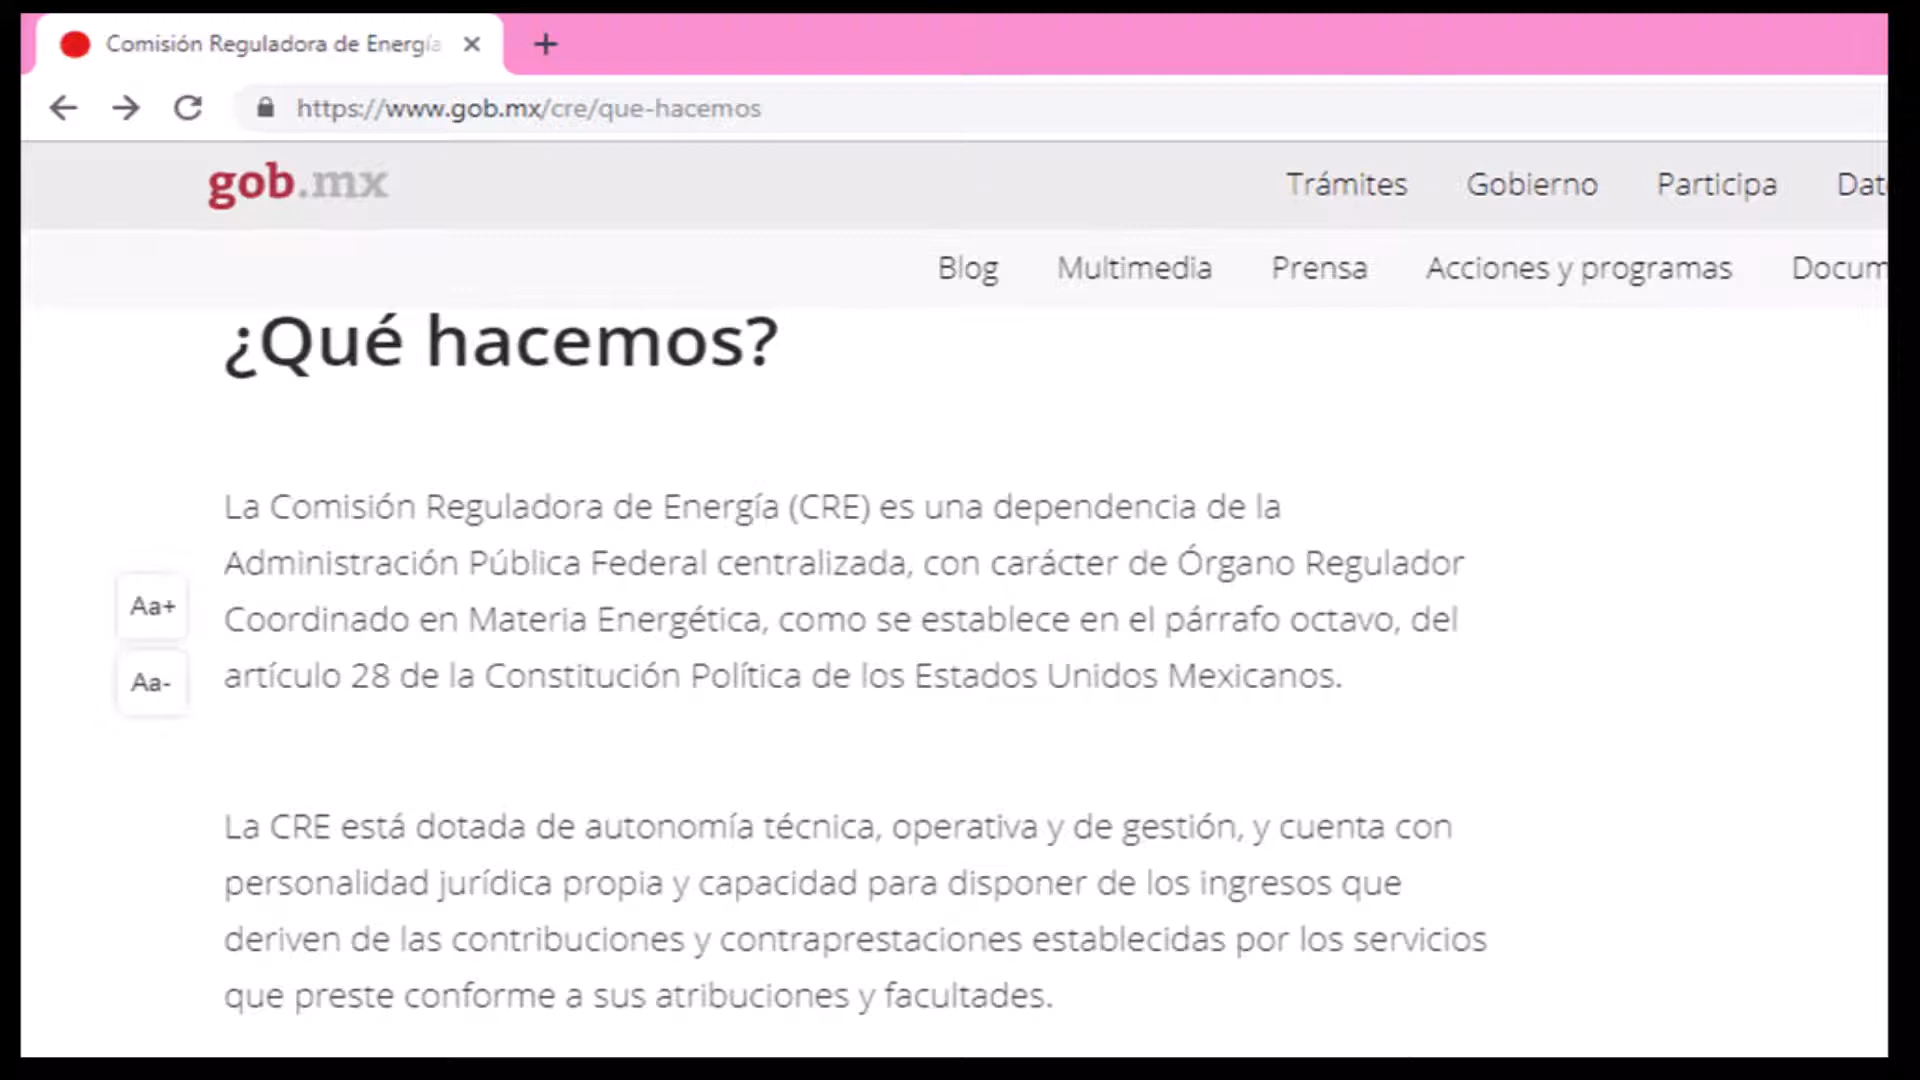 Comisión Reguladora de Energía
https://www.gob.mx/cre/que-hacemos
gob.mx
Trámites Gobierno Participa
Blog Multimedia Prensa Acciones y programas
¿Qué hacemos?
La Comisión Reguladora de Energía (CRE) es una dependencia de la
Administración Pública Federal centralizada, con carácter de Órgano Regulador
Aa+
Coordinado en Materia Energética, como se establece en el párrafo octavo, del
Aa-
artículo 28 de la Constitución Política de los Estados Unidos Mexicanos.
La CRE está dotada de autonomía técnica, operativa y de gestión, y cuenta con
personalidad jurídica propia y capacidad para disponer de los ingresos que
deriven de las contribuciones y contraprestaciones establecidas por los servicios
que preste conforme a sus atribuciones y facultades.